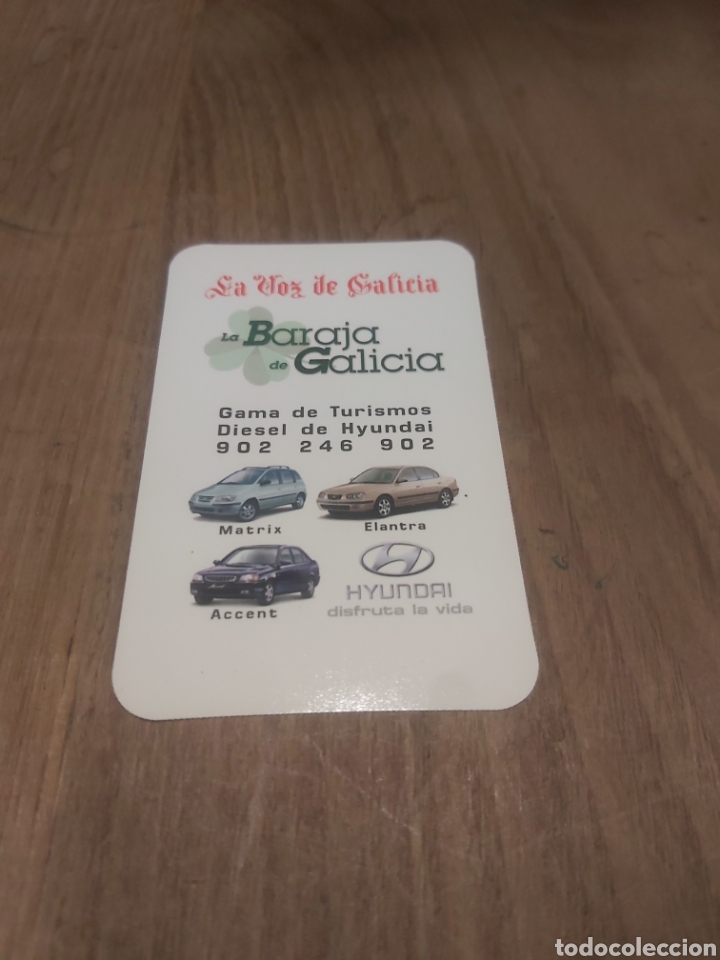 La Voz de Galicia
La Baraja
de Galicia
Gama de Turismos
Diesel de Hyundai
902 246 902
Matrix
Elantra
Accent
HYUNDAI
disfruta la vida
todocoleccion